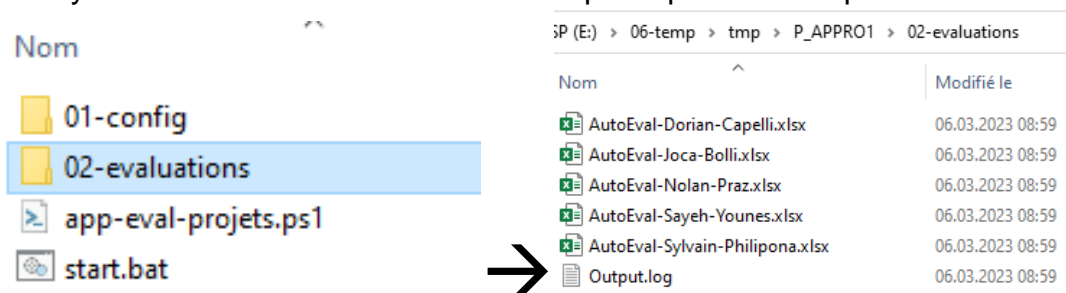 Nom
01-config
02-evaluations
app-eval-projets.ps1
start.bat
(E:) > 06-temp > tmp > P_APPRO1 > 02-evaluations
Nom Modifié le
AutoEval-Dorian-Capelli.xlsx 06.03.2023 08:59
AutoEval-Joca-Bolli.xlsx 06.03.2023 08:59
AutoEval-Nolan-Praz.xlsx 06.03.2023 08:59
AutoEval-Sayeh-Younes.xlsx 06.03.2023 08:59
AutoEval-Sylvain-Philipona.xlsx 06.03.2023 08:59
Output.log 06.03.2023 08:59